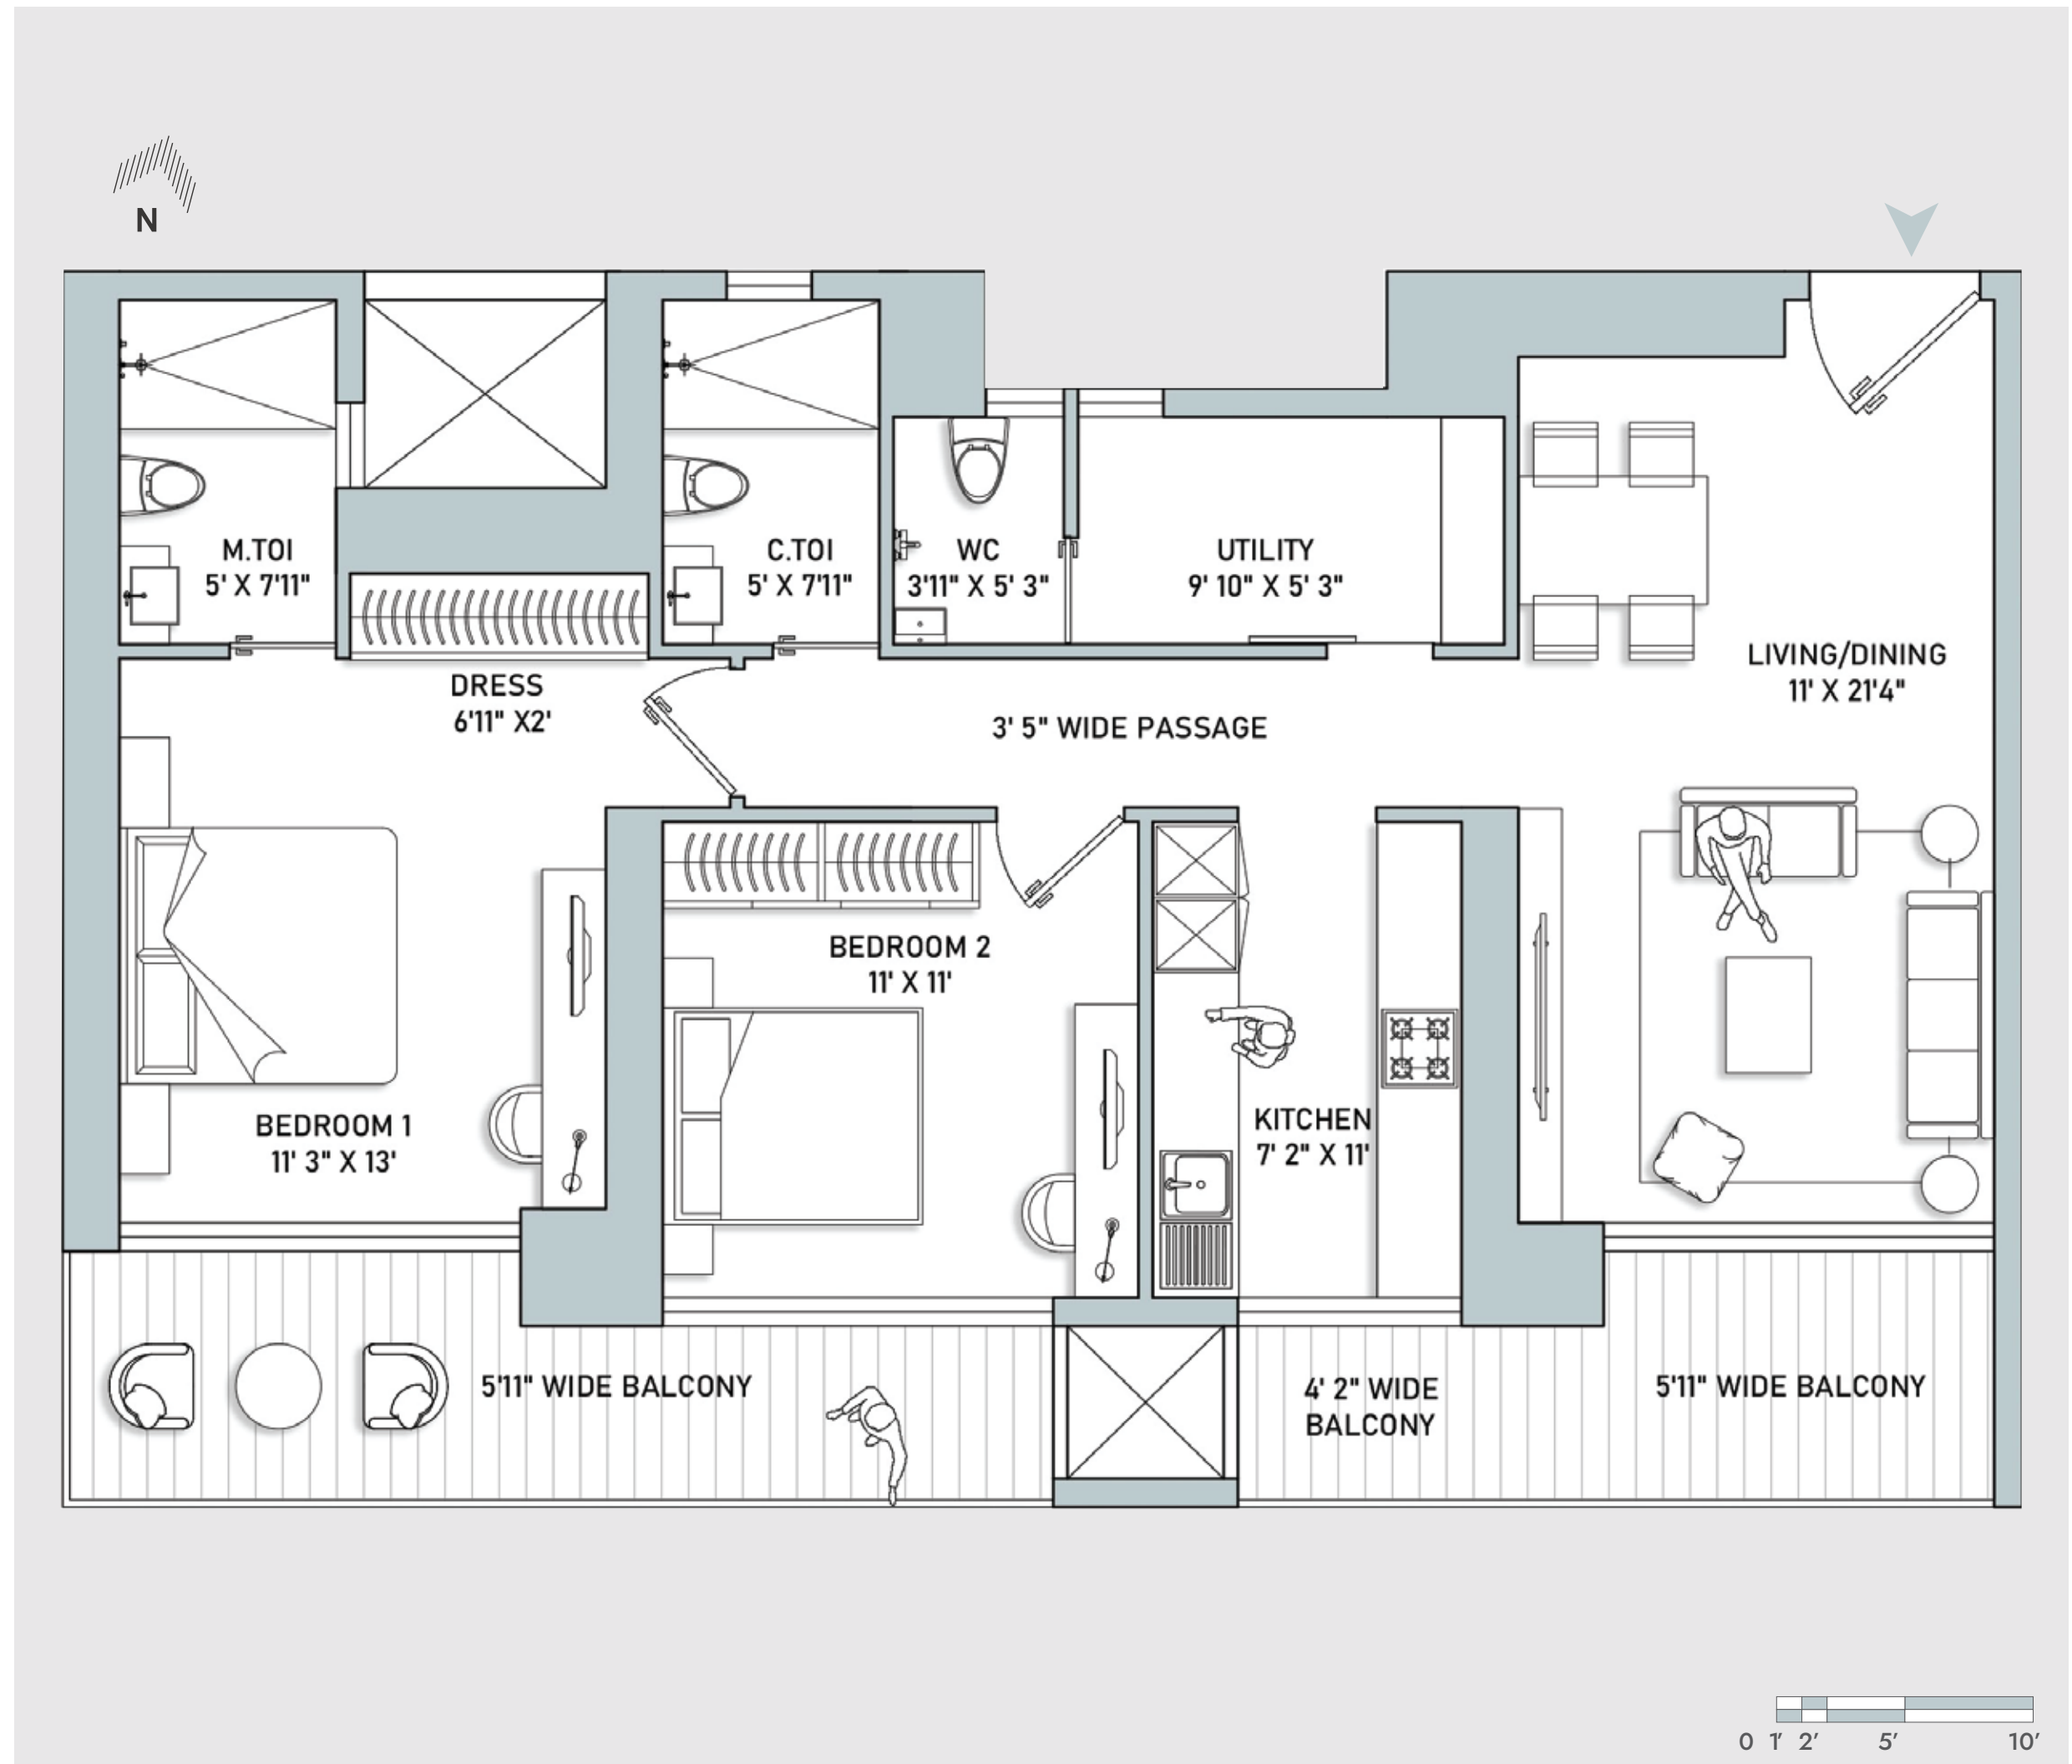 N
M.TOI
5' X 7'11"
C.TOI
5' X 7'11"
WC
3'11" X 5' 3"
UTILITY
9' 10" X 5' 3"
LIVING/DINING
11' X 21'4"
DRESS
6'11" X2'
3' 5" WIDE PASSAGE
BEDROOM 2
11' X 11'
BEDROOM 1
11' 3" X 13'
KITCHEN
7' 2" X 11'
5'11" WIDE BALCONY
4' 2" WIDE
BALCONY
5'11" WIDE BALCONY
0 1' 2' 5' 10'